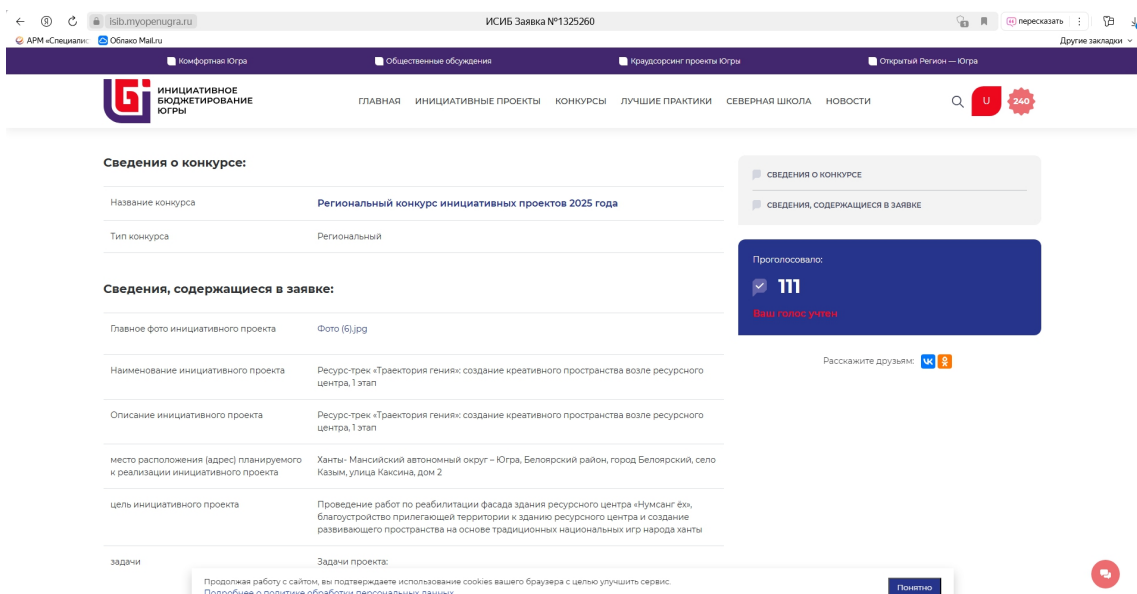 isib.myopenugra.ru
ИСИБ Заявка №1325260
пересказать
АРМ «Специалис
Облако Mail.ru
Другие закладки
Комфортная Югра
Общественные обсуждения
Краудсорсинг проекты Югры
Открытый Регион — Югра
ИНИЦИАТИВНОЕ
БЮДЖЕТИРОВАНИЕ
ЮГРЫ
ГЛАВНАЯ ИНИЦИАТИВНЫЕ ПРОЕКТЫ КОНКУРСЫ ЛУЧШИЕ ПРАКТИКИ СЕВЕРНАЯ ШКОЛА НОВОСТИ
U
240
Сведения о конкурсе:
Название конкурса
Региональный конкурс инициативных проектов 2025 года
Тип конкурса
Региональный
Сведения, содержащиеся в заявке:
Главное фото инициативного проекта
Фото (6).jpg
Наименование инициативного проекта
Ресурс-трек «Траектория гения»: создание креативного пространства возле ресурсного
центра, 1 этап
Описание инициативного проекта
Ресурс-трек «Траектория гения»: создание креативного пространства возле ресурсного
центра, 1 этап
место расположения (адрес) планируемого
к реализации инициативного проекта
Ханты- Мансийский автономный округ – Югра, Белоярский район, город Белоярский, село
Казым, улица Каксина, дом 2
цель инициативного проекта
Проведение работ по реабилитации фасада здания ресурсного центра «Нумсанг ёх»,
благоустройство прилегающей территории к зданию ресурсного центра и создание
развивающего пространства на основе традиционных национальных игр народа ханты
задачи
Задачи проекта:
СВЕДЕНИЯ О КОНКУРСЕ
СВЕДЕНИЯ, СОДЕРЖАЩИЕСЯ В ЗАЯВКЕ
Проголосовало:
111
Ваш голос учтен
Расскажите друзьям:
Продолжая работу с сайтом, вы подтверждаете использование cookies вашего браузера с целью улучшить сервис.
Подробнее о политике обработки персональных данных
Понятно